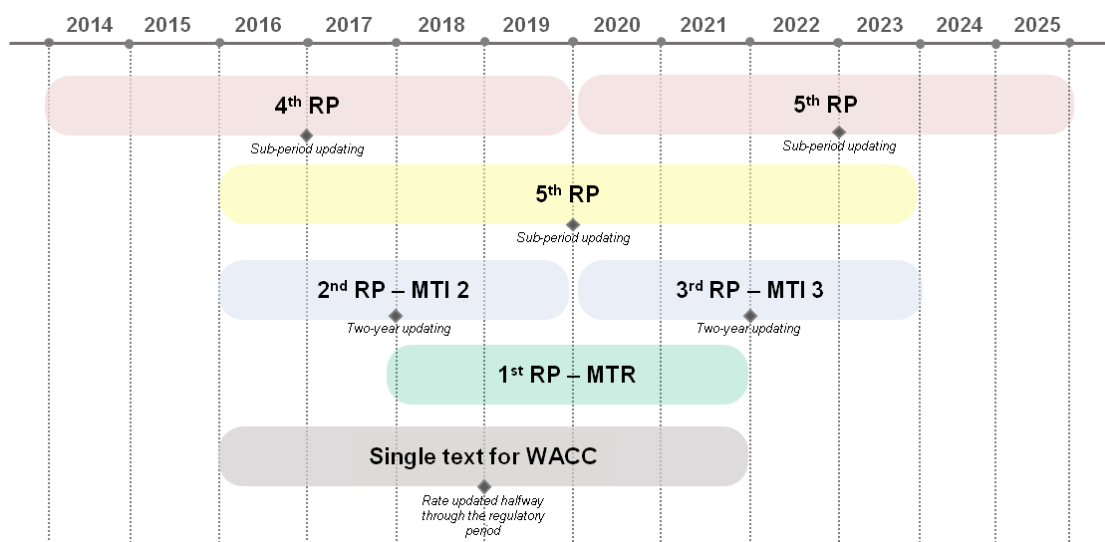 2014 2015 2016 2017 2018 2019 2020 2021 2022 2023 2024 2025
4th RP
5th RP
Sub-period updating
Sub-period updating
5th RP
Sub-period updating
2nd RP – MTI 2
3rd RP – MTI 3
Two-year updating
Two-year updating
1st RP – MTR
Single text for WACC
Rate updated halfway
through the regulatory
period